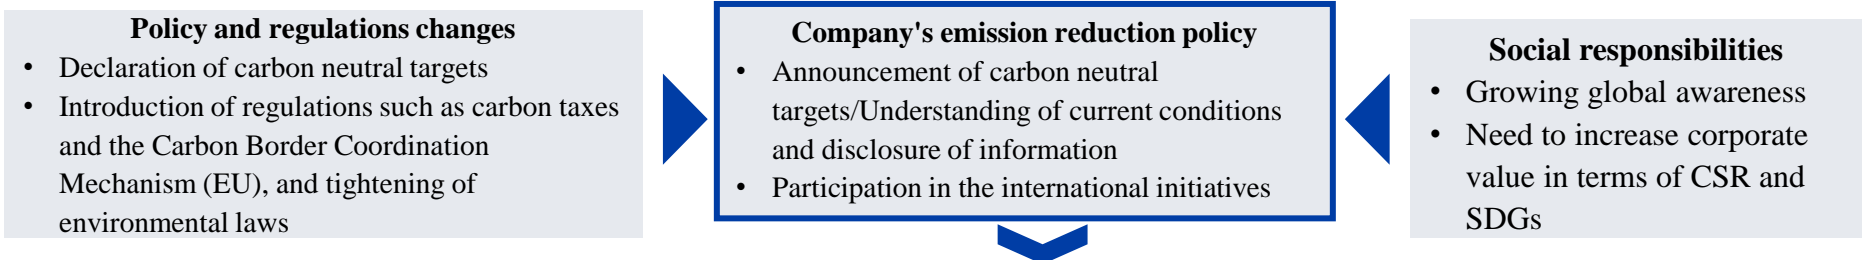 Policy and regulations changes
• Declaration of carbon neutral targets
• Introduction of regulations such as carbon taxes
and the Carbon Border Coordination
Mechanism (EU), and tightening of
environmental laws
Company's emission reduction policy
• Announcement of carbon neutral
targets/Understanding of current conditions
and disclosure of information
• Participation in the international initiatives
Social responsibilities
• Growing global awareness
• Need to increase corporate
value in terms of CSR and
SDGs